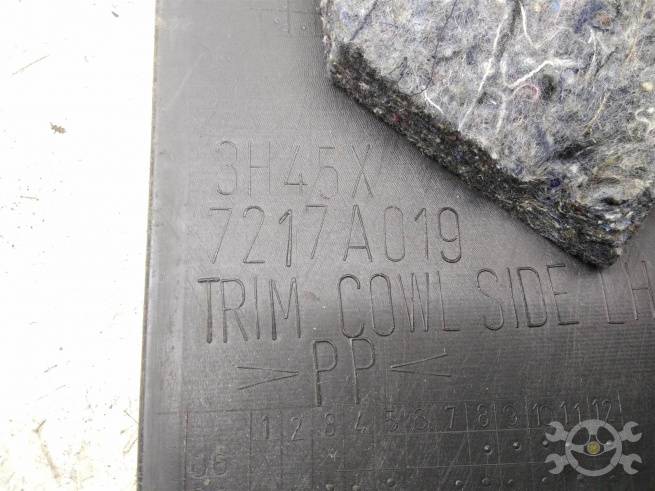 3H45X
7217A019
TRIM COWL SIDE LH
>PP<
1 2 3 4 5 6 7 8 9 10 11 12
06